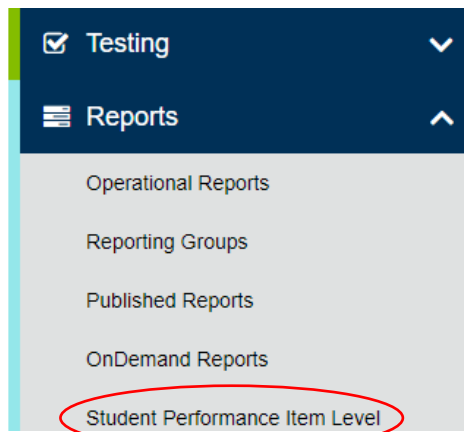 Testing
Reports
Operational Reports
Reporting Groups
Published Reports
OnDemand Reports
Student Performance Item Level